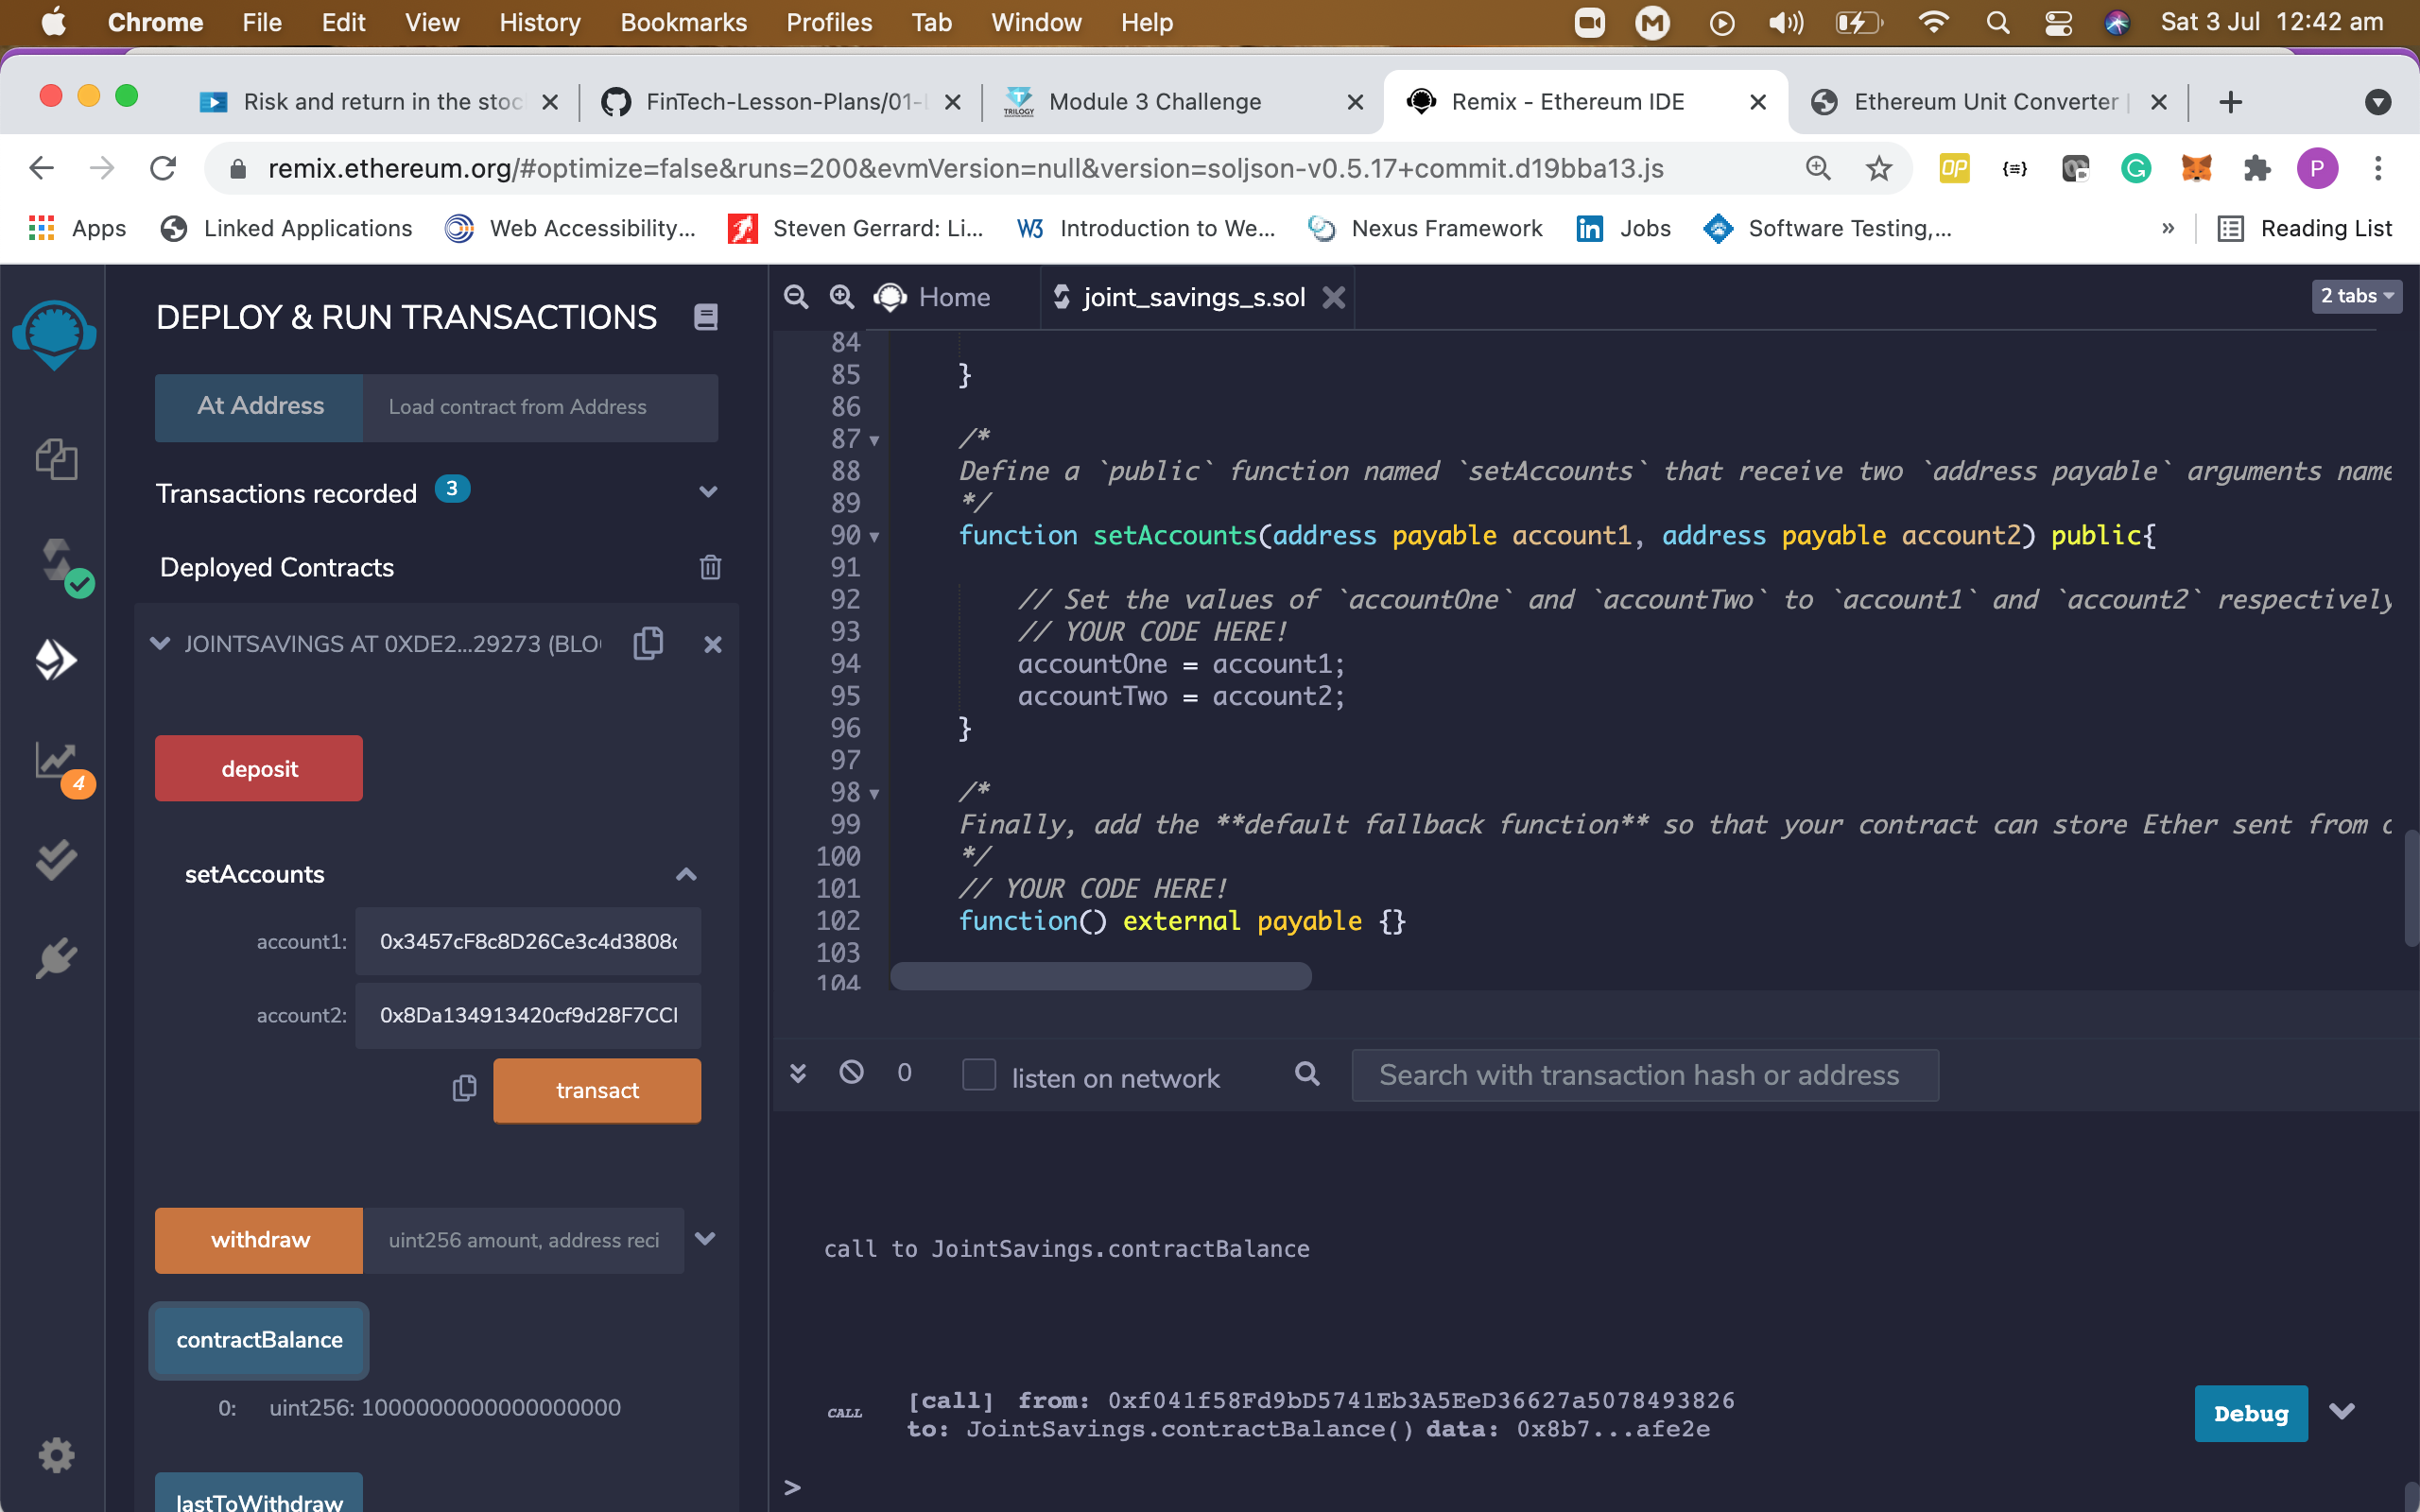 Chrome File Edit View History Bookmarks Profiles Tab Window Help Sat 3 Jul 12:42 am
Risk and return in the stoc
FinTech-Lesson-Plans/01-
Module 3 Challenge
Remix - Ethereum IDE
Ethereum Unit Converter |
remix.ethereum.org/#optimize=false&runs=200&evmVersion=null&version=soljson-v0.5.17+commit.d19bba13.js
OP
P
Apps
Linked Applications
Web Accessibility...
Steven Gerrard: Li...
Introduction to We...
Nexus Framework
Jobs
Software Testing,...
»
Reading List
DEPLOY & RUN TRANSACTIONS
At Address Load contract from Address
Transactions recorded 3
Deployed Contracts
JOINTSAVINGS AT 0XDE2...29273 (BLO
deposit
setAccounts
account1: 0x3457cF8c8D26Ce3c4d3808
account2: 0x8Da134913420cf9d28F7CC
transact
withdraw uint256 amount, address reci
contractBalance
0: uint256: 1000000000000000000
lastToWithdraw
4
Home
joint_savings_s.sol
2 tabs
84
85 }
86
87 /*
88 Define a `public` function named `setAccounts` that receive two `address payable` arguments name
89 */
90 function setAccounts(address payable account1, address payable account2) public{
91
92 // Set the values of `accountOne` and `accountTwo` to `account1` and `account2` respectively
93 // YOUR CODE HERE!
94 accountOne = account1;
95 accountTwo = account2;
96 }
97
98 /*
99 Finally, add the **default fallback function** so that your contract can store Ether sent from
100 */
101 // YOUR CODE HERE!
102 function() external payable {}
103
104
0 listen on network Search with transaction hash or address
call to JointSavings.contractBalance
CALL [call] from: 0xf041f58Fd9bD5741Eb3A5EeD36627a5078493826
to: JointSavings.contractBalance() data: 0x8b7...afe2e
Debug
>